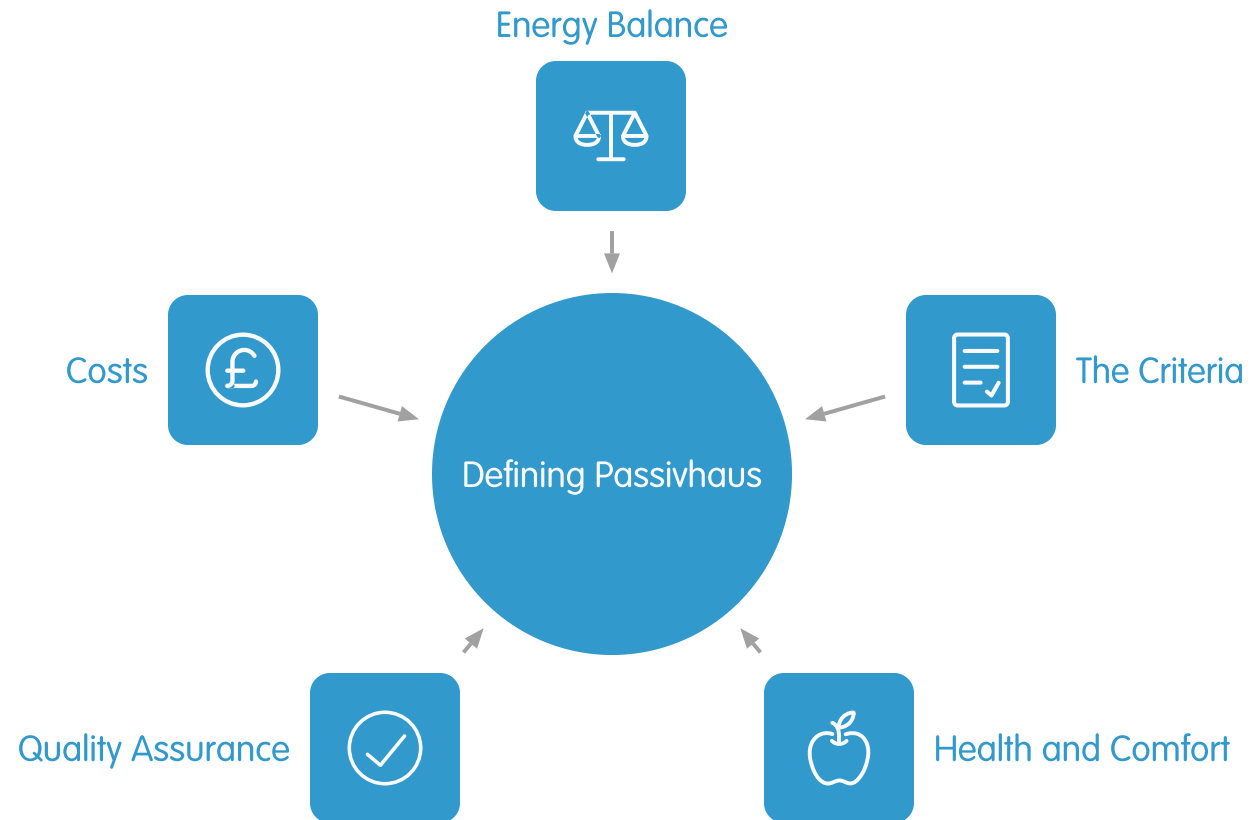 Energy Balance
Costs
The Criteria
Defining Passivhaus
Quality Assurance
Health and Comfort